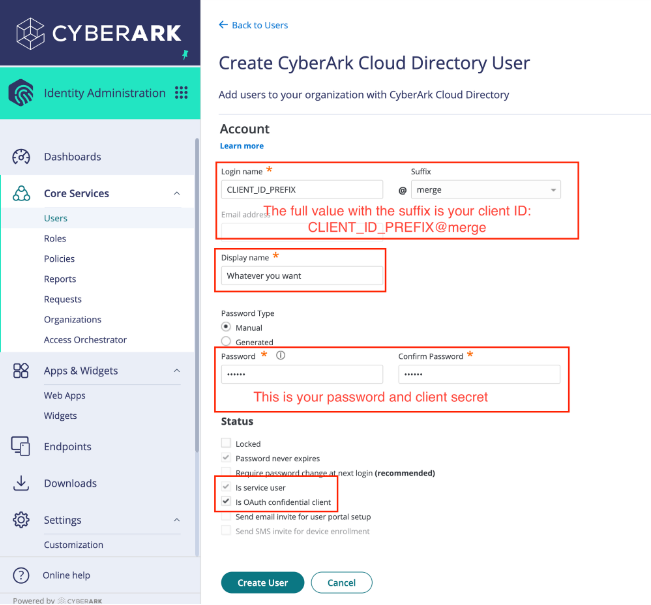 CYBERARK
Identity Administration
Dashboards
Core Services
Users
Roles
Policies
Reports
Requests
Organizations
Access Orchestrator
Apps & Widgets
Web Apps
Widgets
Endpoints
Downloads
Settings
Customization
Online help
Powered by CYBERARK
← Back to Users
Create CyberArk Cloud Directory User
Add users to your organization with CyberArk Cloud Directory
Account
Learn more
Login name * Suffix
CLIENT_ID_PREFIX @ merge
Email address
The full value with the suffix is your client ID:
CLIENT_ID_PREFIX@merge
Display name *
Whatever you want
Password Type
Manual
Generated
Password * Confirm Password *
•••••• ••••••
This is your password and client secret
Status
Locked
Password never expires
Require password change at next login (recommended)
Is service user
Is OAuth confidential client
Send email invite for user portal setup
Send SMS invite for device enrollment
Create User Cancel